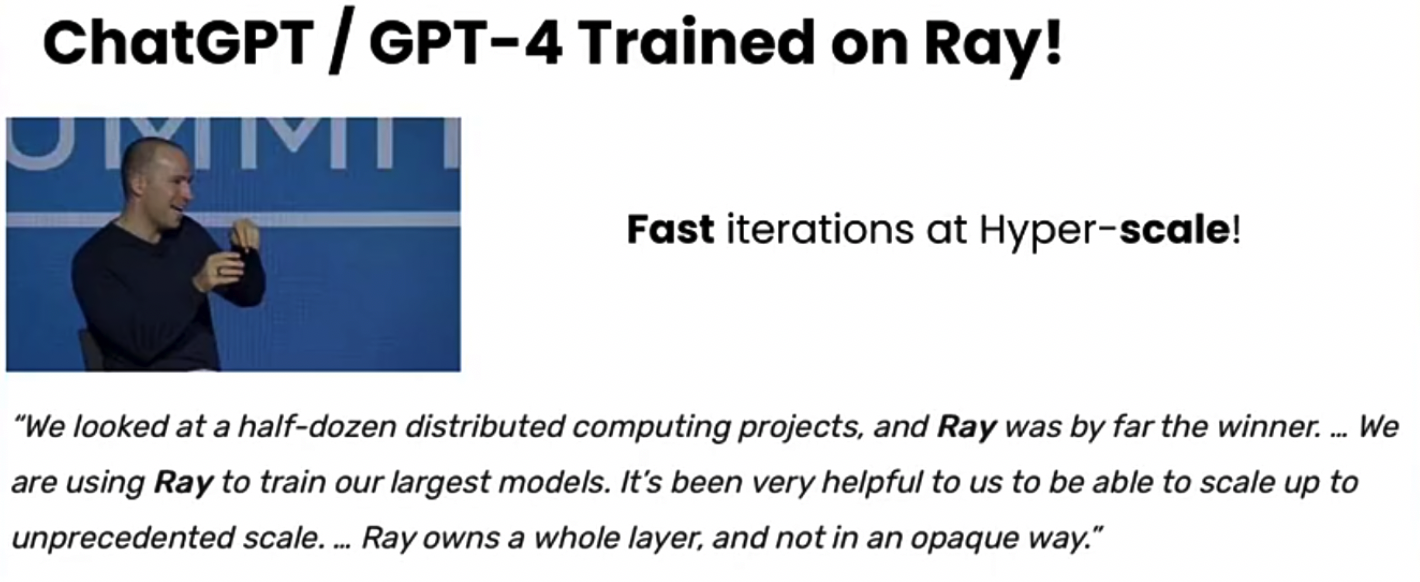 ChatGPT / GPT-4 Trained on Ray!
UMMIT
Fast iterations at Hyper-scale!
“We looked at a half-dozen distributed computing projects, and Ray was by far the winner. … We
are using Ray to train our largest models. It’s been very helpful to us to be able to scale up to
unprecedented scale. … Ray owns a whole layer, and not in an opaque way.”